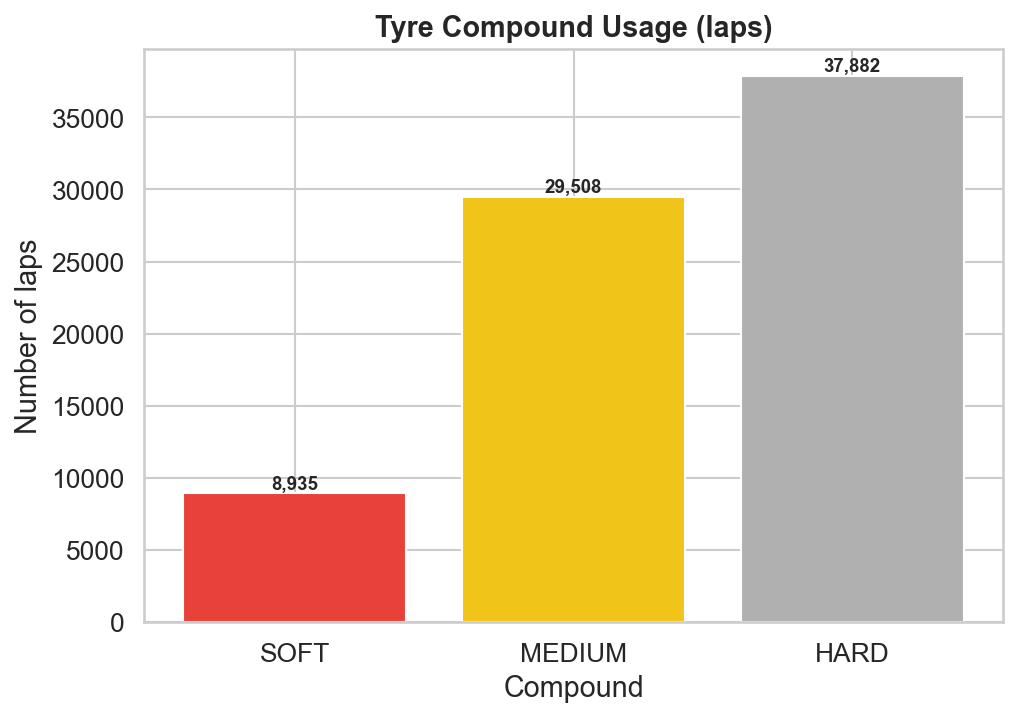 Tyre Compound Usage (laps)
Number of laps
35000
30000
25000
20000
15000
10000
5000
0
8,935
29,508
37,882
SOFT
MEDIUM
HARD
Compound